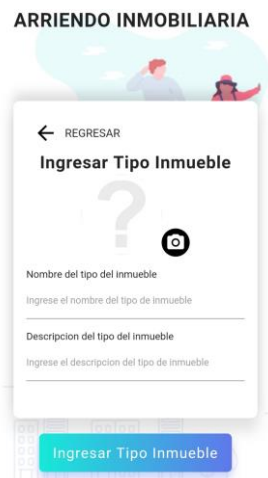 ARRIENDO INMOBILIARIA
REGRESAR
Ingresar Tipo Inmueble
?
Nombre del tipo del inmueble
Ingrese el nombre del tipo de inmueble
Descripcion del tipo del inmueble
Ingrese el descripcion del tipo de inmueble
Ingresar Tipo Inmueble